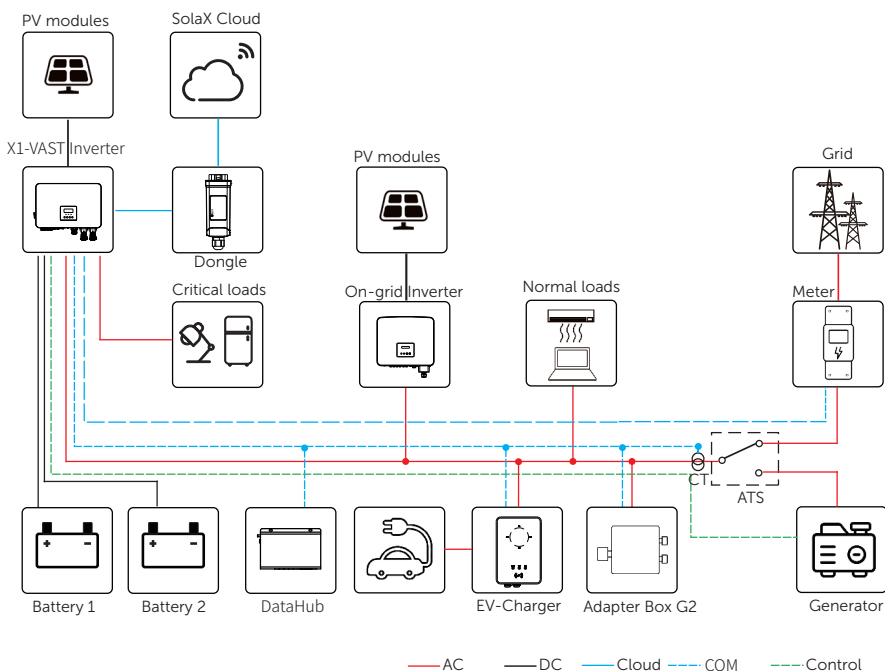 PV modules
SolaX Cloud
X1-VAST Inverter
PV modules
Grid
Dongle
Critical loads
On-grid Inverter
Normal loads
Meter
CT
ATS
+ -
+ -
Battery 1
Battery 2
DataHub
EV-Charger
Adapter Box G2
Generator
AC
DC
Cloud
COM
Control